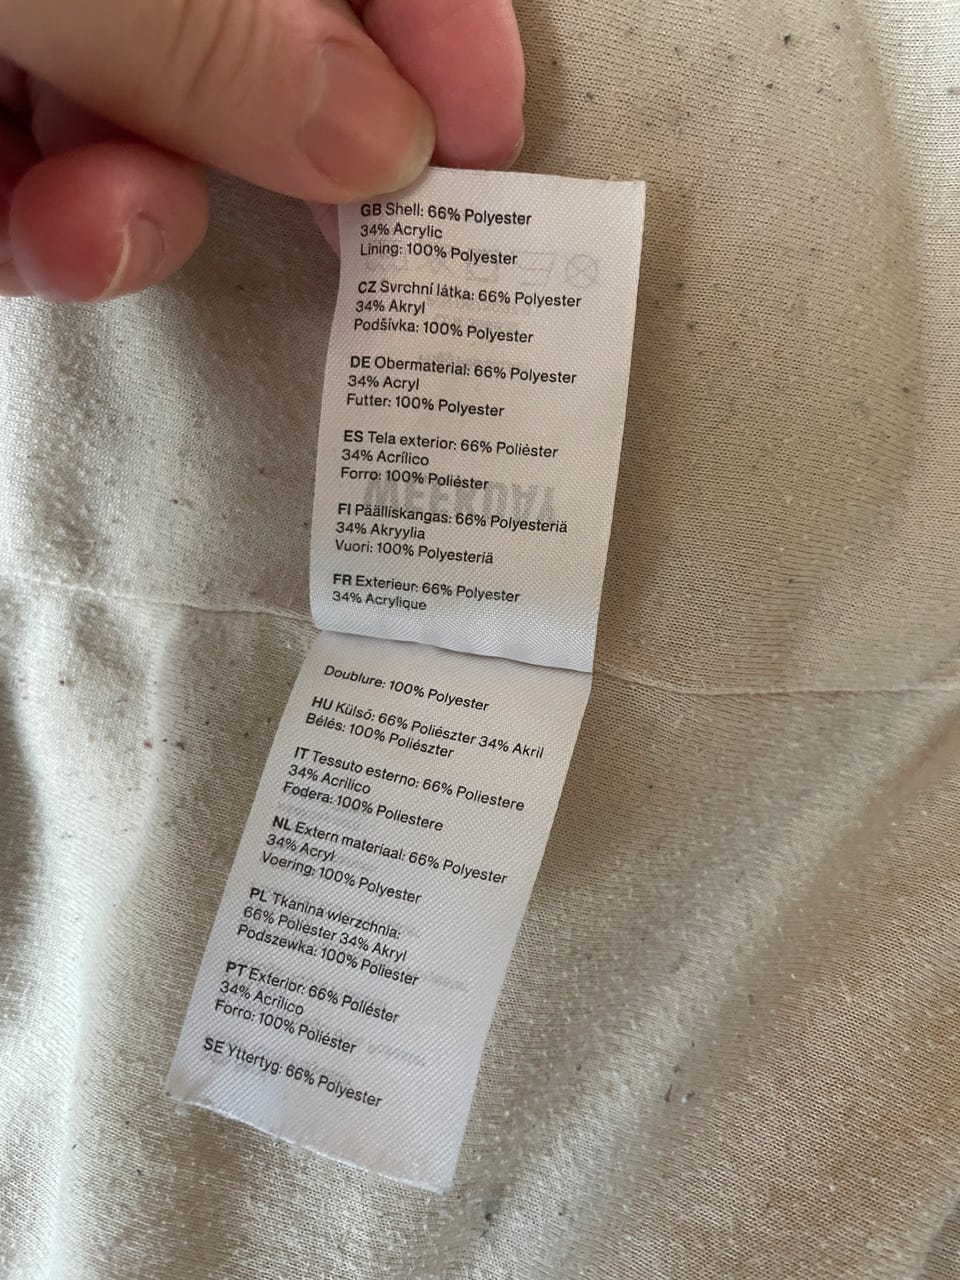 GB Shell: 66% Polyester
34% Acrylic
Lining: 100% Polyester
CZ Svrchní látka: 66% Polyester
34% Akryl
Podšívka: 100% Polyester
DE Obermaterial: 66% Polyester
34% Acryl
Futter: 100% Polyester
ES Tela exterior: 66% Poliéster
34% Acrílico
Forro: 100% Poliéster
WEEKDAY
FI Päälliskangas: 66% Polyesteriä
34% Akryylia
Vuori: 100% Polyesteriä
FR Exterieur: 66% Polyester
34% Acrylique
Doublure: 100% Polyester
HU Külső: 66% Poliészter 34% Akril
Bélés: 100% Poliészter
IT Tessuto esterno: 66% Poliestere
34% Acrilico
Fodera: 100% Poliestere
NL Extern materiaal: 66% Polyester
34% Acryl
Voering: 100% Polyester
PL Tkanina wierzchnia:
66% Poliester 34% Akryl
Podszewka: 100% Poliester
PT Exterior: 66% Poliéster
34% Acrílico
Forro: 100% Poliéster
SE Yttertyg: 66% Polyester